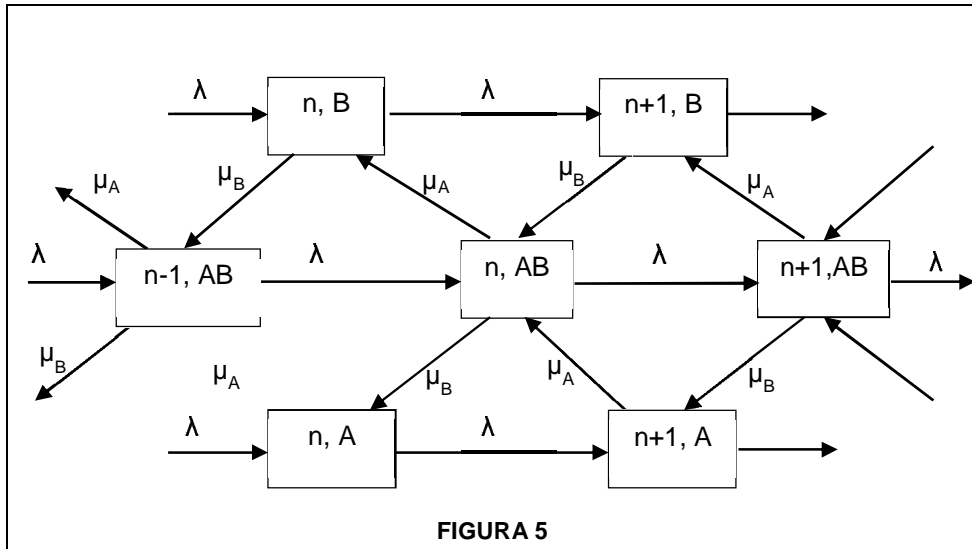 λ
n, B
λ
n+1, B
μA
μB
μA
μB
μA
λ
n-1, AB
λ
n, AB
λ
n+1,AB
λ
μB
μA
μB
μA
μB
λ
n, A
λ
n+1, A
FIGURA 5